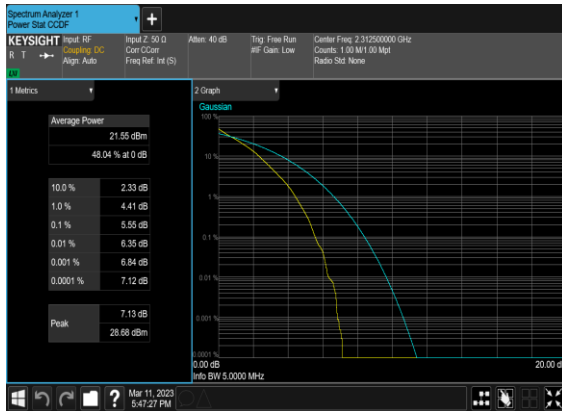 Spectrum Analyzer 1
Power Stat CCDF
KEYSIGHT
R T
LXI
Input: RF
Coupling: DC
Align: Auto
Input Z: 50 Ω
Corr CCorr
Freq Ref: Int (S)
Atten: 40 dB
Trig: Free Run
#IF Gain: Low
Center Freq: 2.312500000 GHz
Counts: 1.00 M/1.00 Mpt
Radio Std: None
1 Metrics
Average Power
21.55 dBm
48.04 % at 0 dB
10.0 % 2.33 dB
1.0 % 4.41 dB
0.1 % 5.55 dB
0.01 % 6.35 dB
0.001 % 6.84 dB
0.0001 % 7.12 dB
Peak
7.13 dB
28.68 dBm
2 Graph
Gaussian
100 %
10 %
1 %
0.1 %
0.01 %
0.001 %
0.0001 %
0.00 dB
20.00 d
Info BW 5.0000 MHz
?
Mar 11, 2023
5:47:27 PM